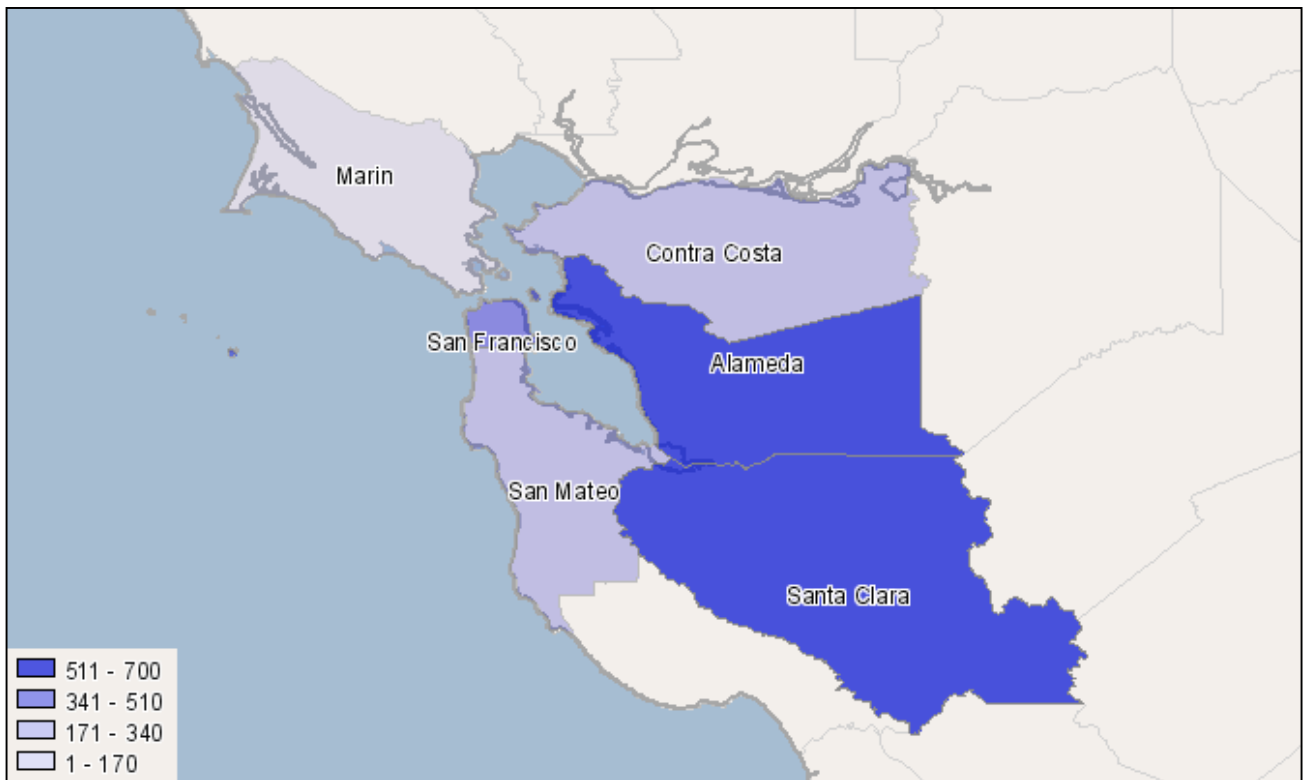 Marin
Contra Costa
San Francisco
Alameda
San Mateo
Santa Clara
511 - 700
341 - 510
171 - 340
1 - 170